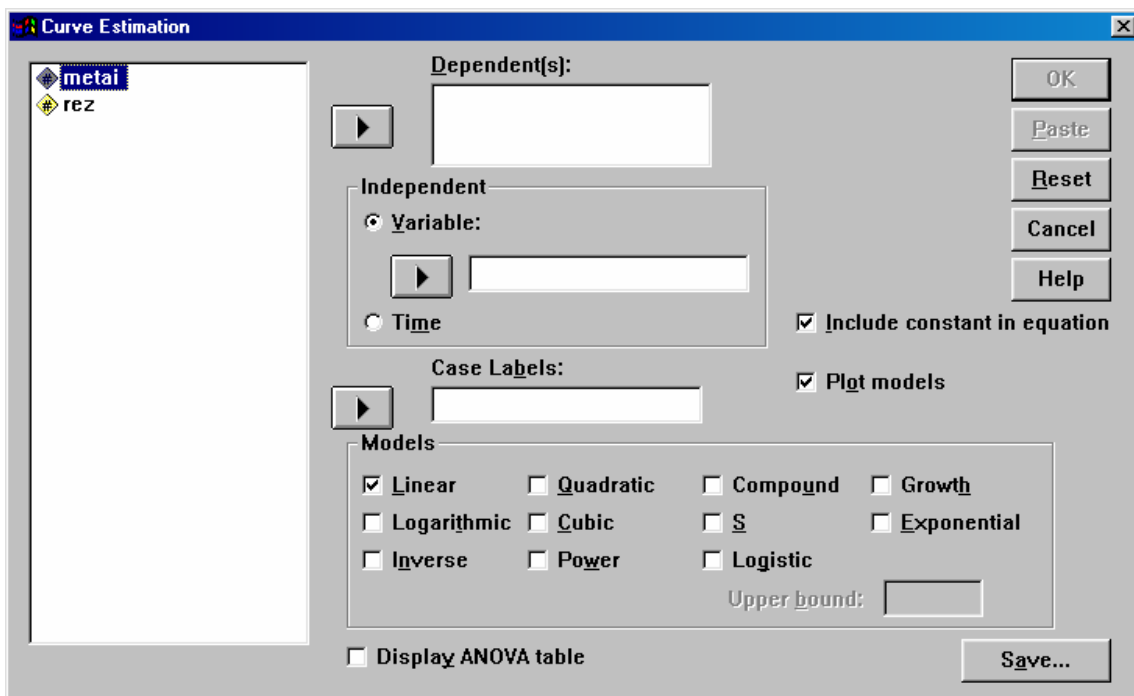 Curve Estimation
metai
rez
Dependent(s):
OK
Paste
Reset
Cancel
Help
Independent
Variable:
Time
Include constant in equation
Case Labels:
Plot models
Models
Linear Quadratic Compound Growth
Logarithmic Cubic S Exponential
Inverse Power Logistic
Upper bound:
Display ANOVA table
Save...